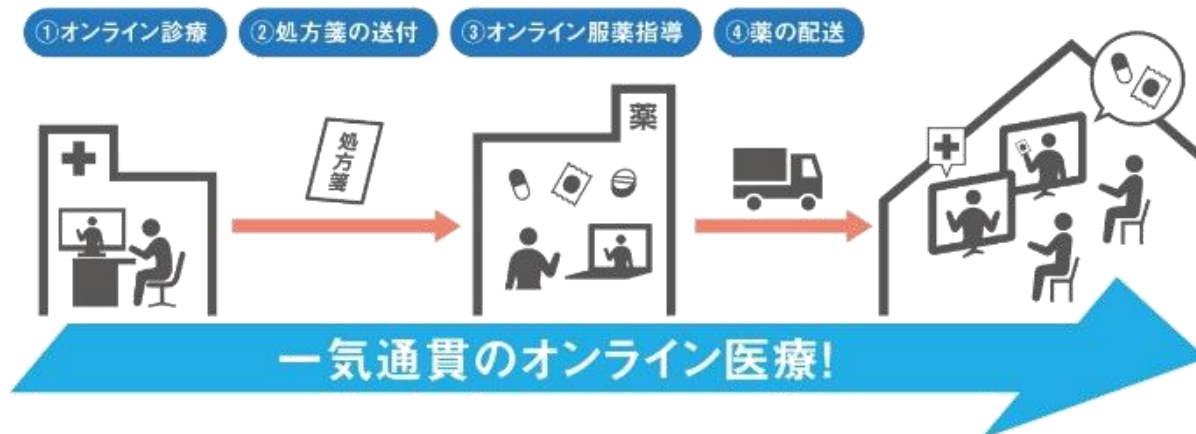 ①オンライン診療
②処方箋の送付
③オンライン服薬指導
④薬の配送
処方箋
薬
一気通貫のオンライン医療!